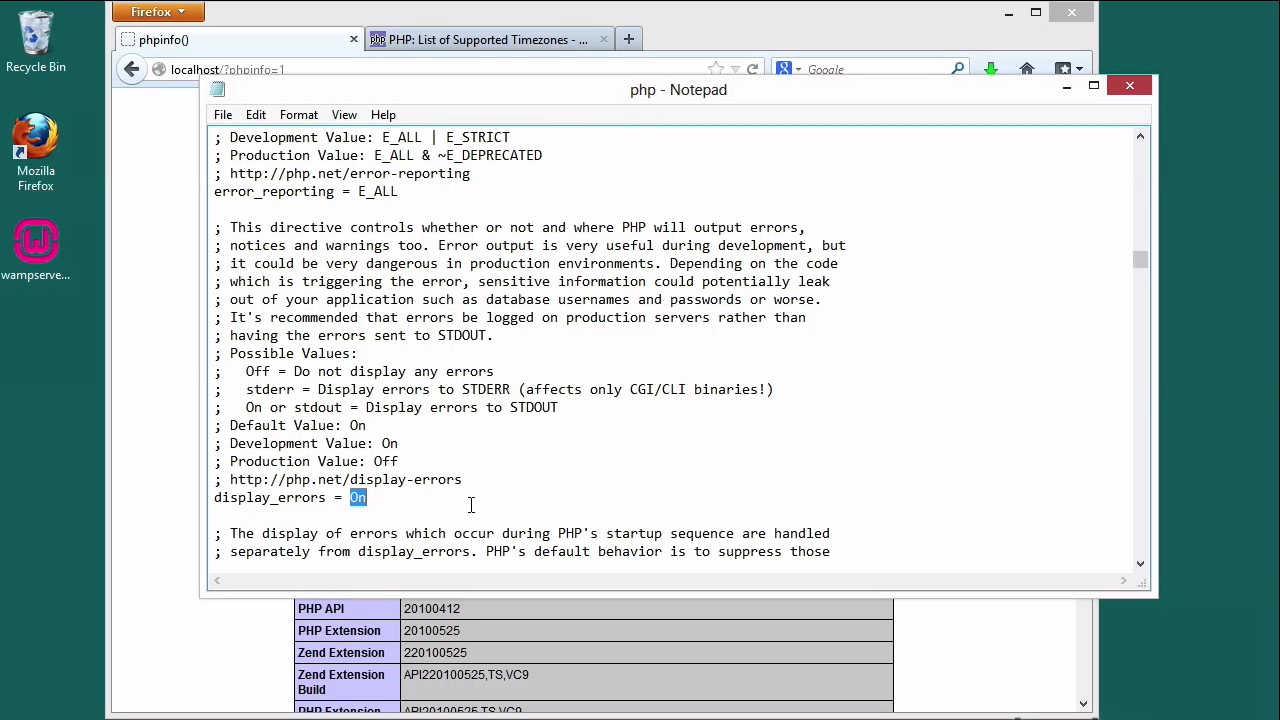 Firefox
Recycle Bin
Mozilla
Firefox
wampserve...
phpinfo()
PHP: List of Supported Timezones - ...
localhost/?phpinfo=1
Google
php - Notepad
File Edit Format View Help
; Development Value: E_ALL | E_STRICT
; Production Value: E_ALL & ~E_DEPRECATED
; http://php.net/error-reporting
error_reporting = E_ALL
; This directive controls whether or not and where PHP will output errors,
; notices and warnings too. Error output is very useful during development, but
; it could be very dangerous in production environments. Depending on the code
; which is triggering the error, sensitive information could potentially leak
; out of your application such as database usernames and passwords or worse.
; It's recommended that errors be logged on production servers rather than
; having the errors sent to STDOUT.
; Possible Values:
;   Off = Do not display any errors
;   stderr = Display errors to STDERR (affects only CGI/CLI binaries!)
;   On or stdout = Display errors to STDOUT
; Default Value: On
; Development Value: On
; Production Value: Off
; http://php.net/display-errors
display_errors = On
; The display of errors which occur during PHP's startup sequence are handled
; separately from display_errors. PHP's default behavior is to suppress those
PHP API 20100412
PHP Extension 20100525
Zend Extension 220100525
Zend Extension Build API220100525,TS,VC9
PHP Extension API20100525,TS,VC9